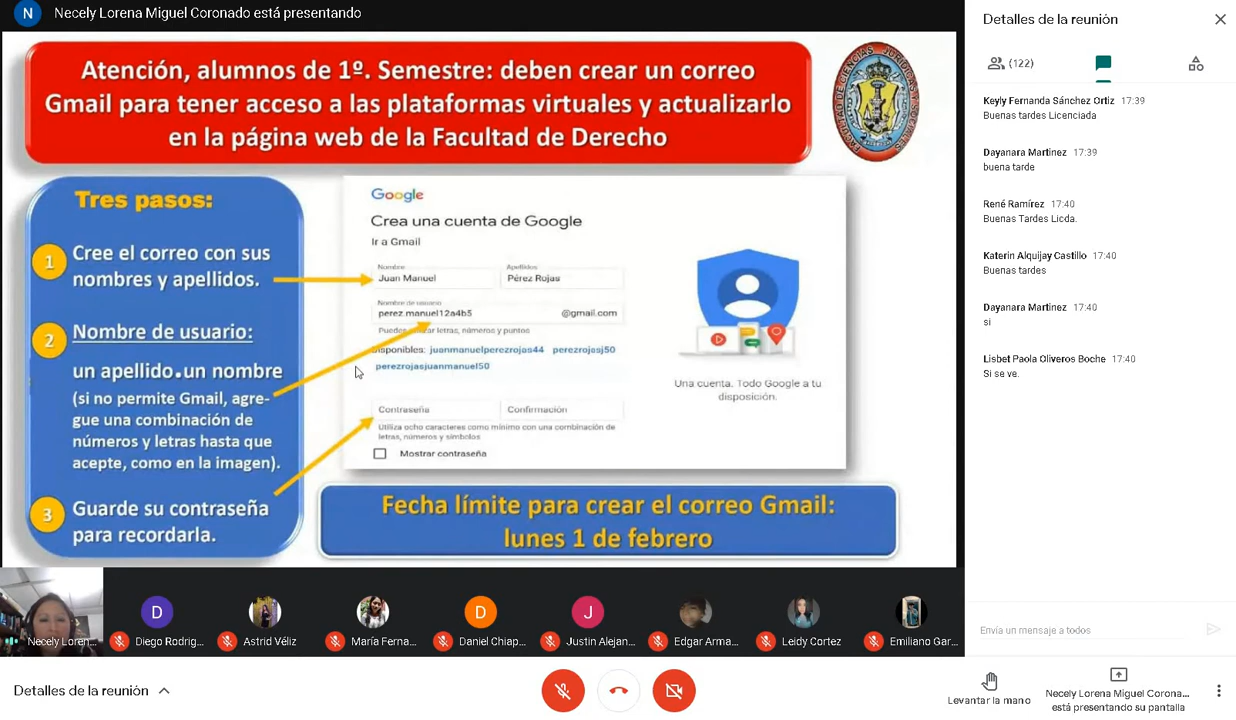 N
Necely Lorena Miguel Coronado está presentando
Atención, alumnos de 1º. Semestre: deben crear un correo
Gmail para tener acceso a las plataformas virtuales y actualizarlo
en la página web de la Facultad de Derecho
Tres pasos:
1
Cree el correo con sus
nombres y apellidos.
2
Nombre de usuario:
un apellido.un nombre
(si no permite Gmail, agre-
gue una combinación de
números y letras hasta que
acepte, como en la imagen).
3
Guarde su contraseña
para recordarla.
Google
Crea una cuenta de Google
Ir a Gmail
Nombre
Apellidos
Juan Manuel
Pérez Rojas
Nombre de usuario
perez.manuel12a4b5
@gmail.com
Puedes utilizar letras, números y puntos
Disponibles: juanmanuelperezrojas44 perezrojasj50
perezrojasjuanmanuel50
Contraseña
Confirmación
Utiliza ocho caracteres como mínimo con una combinación de
letras, números y símbolos
Mostrar contraseña
Una cuenta. Todo Google a tu
disposición.
Fecha límite para crear el correo Gmail:
lunes 1 de febrero
Necely Loren...
D
Diego Rodrig...
Astrid Véliz
María Ferna...
D
Daniel Chiap...
J
Justin Alejan...
Edgar Arma...
Leidy Cortez
Emiliano Gar...
Detalles de la reunión
Detalles de la reunión
(122)
Keyly Fernanda Sánchez Ortiz 17:39
Buenas tardes Licenciada
Dayanara Martinez 17:39
buena tarde
René Ramírez 17:40
Buenas Tardes Licda.
Katerin Alquijay Castillo 17:40
Buenas tardes
Dayanara Martinez 17:40
si
Lisbet Paola Oliveros Boche 17:40
Si se ve.
Envía un mensaje a todos
Levantar la mano
Necely Lorena Miguel Corona...
está presentando su pantalla